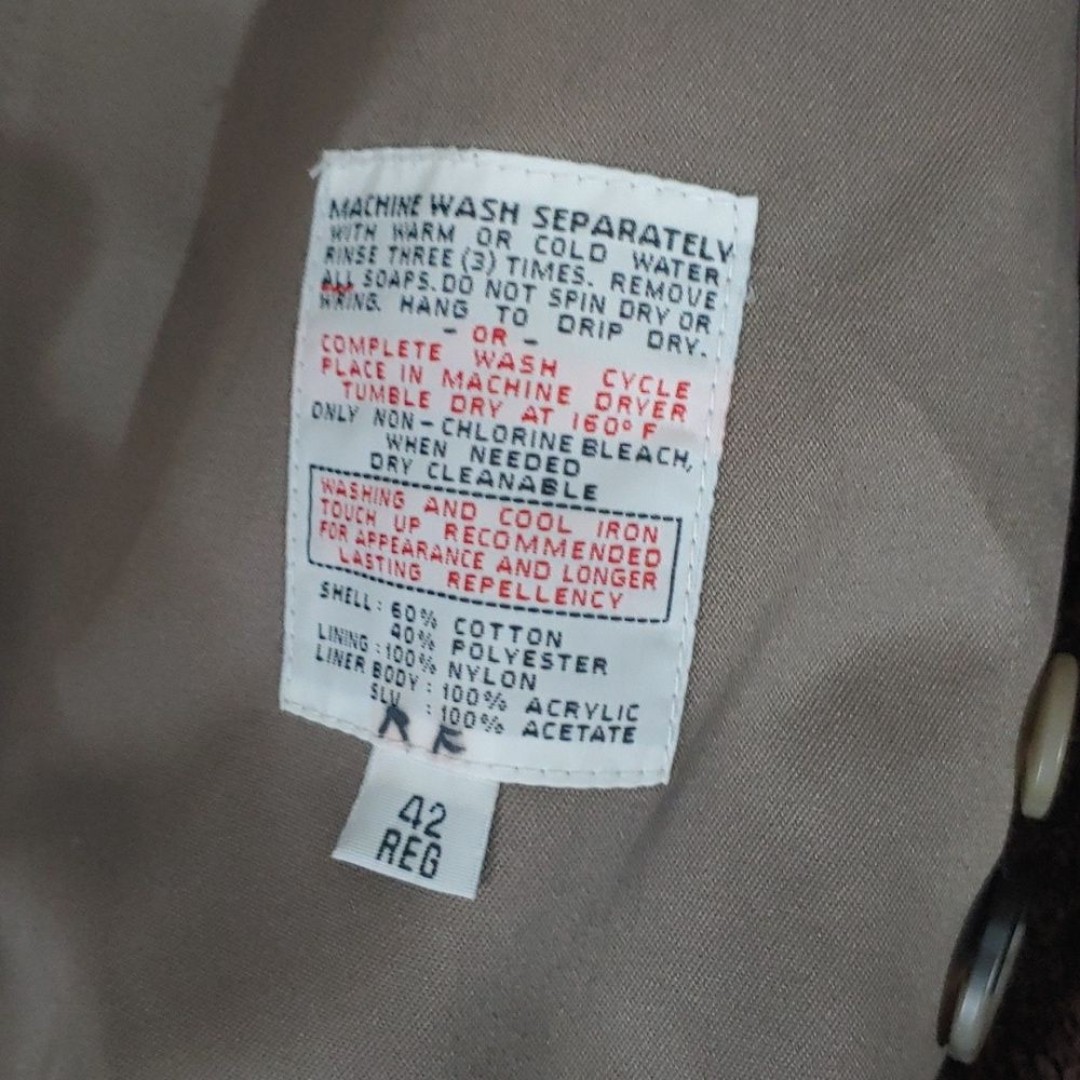 MACHINE WASH SEPARATELY
WITH WARM OR COLD WATER
RINSE THREE (3) TIMES. REMOVE
ALL SOAPS. DO NOT SPIN DRY OR
WRING. HANG TO DRIP DRY.
- OR -
COMPLETE WASH CYCLE
PLACE IN MACHINE DRYER
TUMBLE DRY AT 160° F
ONLY NON-CHLORINE BLEACH,
WHEN NEEDED
DRY CLEANABLE
WASHING AND COOL IRON
TOUCH UP RECOMMENDED
FOR APPEARANCE AND LONGER
LASTING REPELLENCY
SHELL: 60% COTTON
40% POLYESTER
LINING: 100% NYLON
LINER BODY: 100% ACRYLIC
SLV. : 100% ACETATE
42
REG